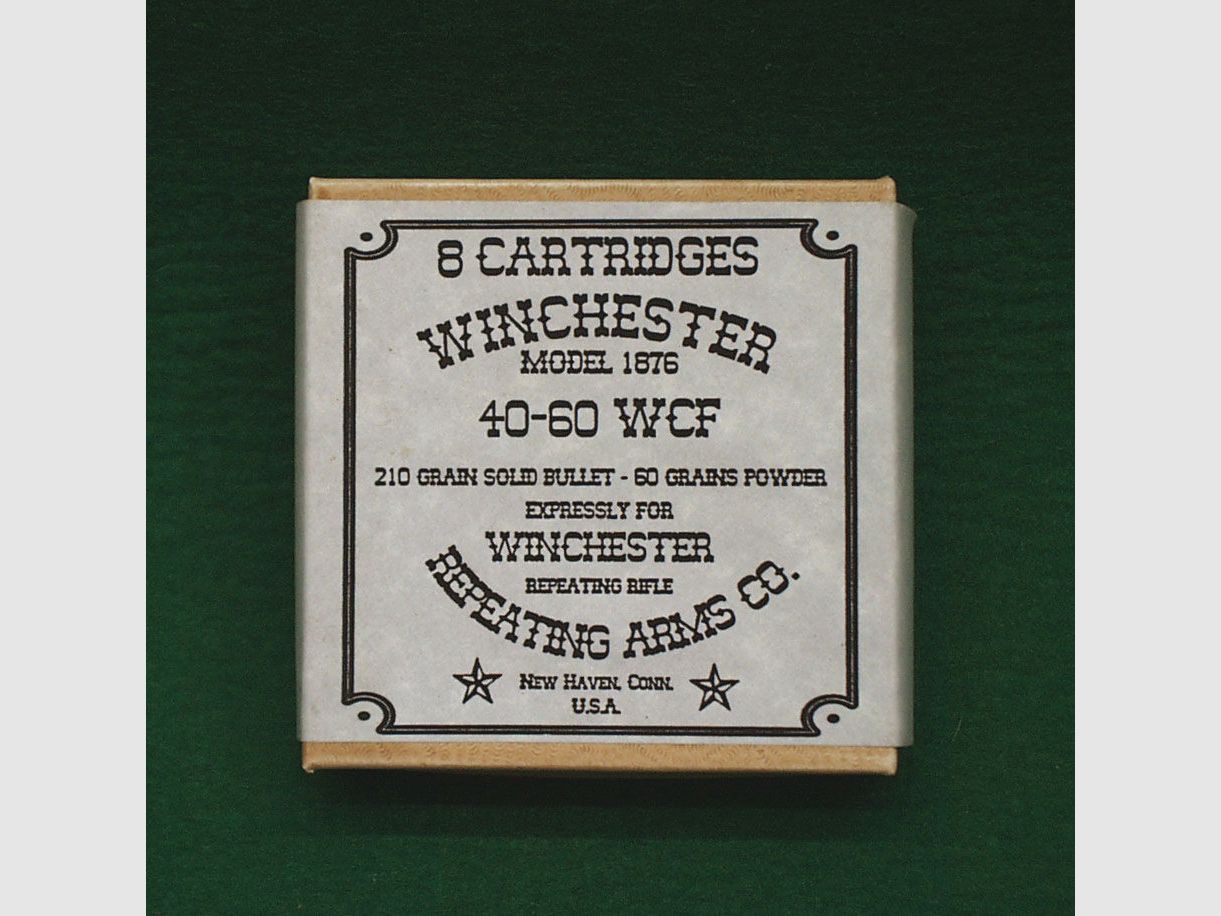 8 CARTRIDGES
WINCHESTER
MODEL 1876
40-60 WCF
210 GRAIN SOLID BULLET - 60 GRAINS POWDER
EXPRESSLY FOR
WINCHESTER
REPEATING RIFLE
REPEATING ARMS CO.
NEW HAVEN, CONN.
U.S.A.